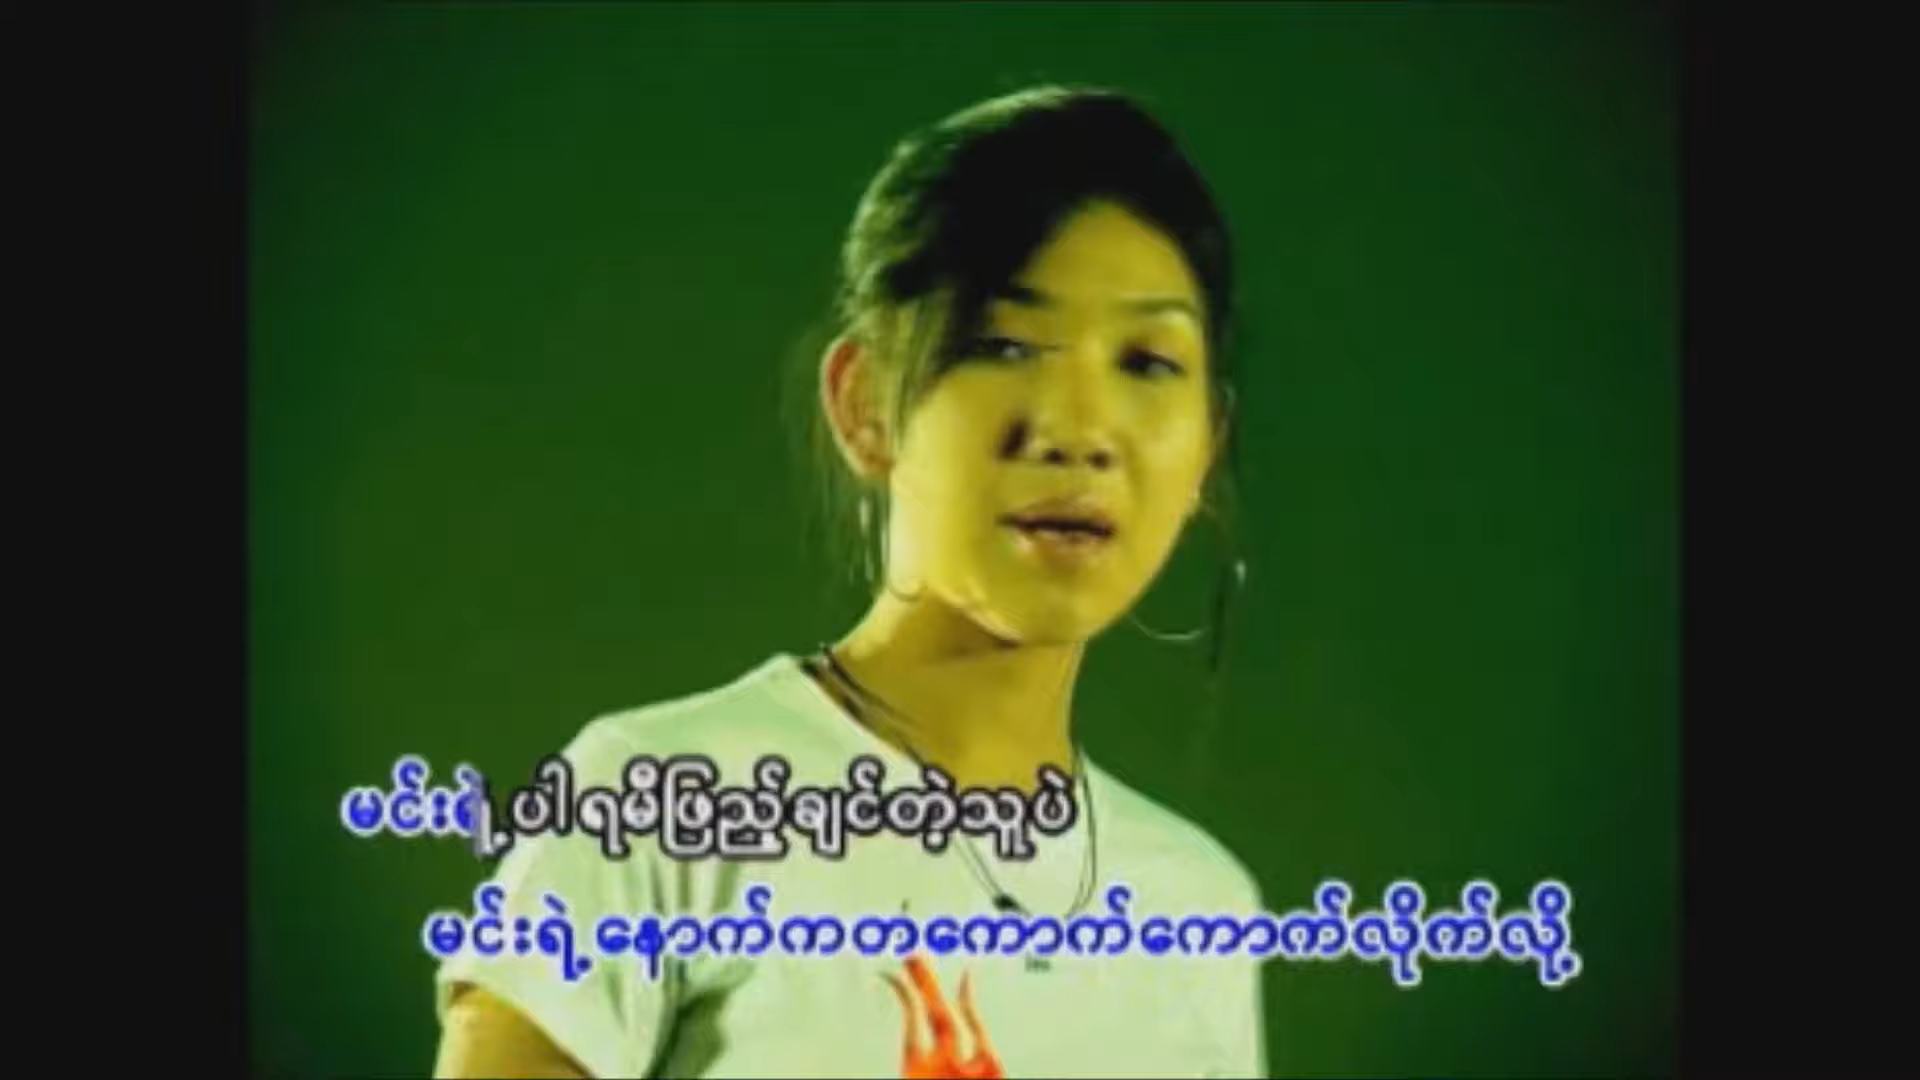 မင်းရဲ့ပါရမီဖြည့်ချင်တဲ့သူပဲ
မင်းရဲ့နောက်ကတကောက်ကောက်လိုက်လို့